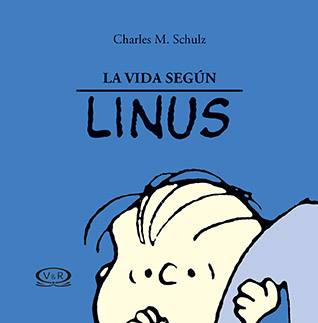 Charles M. Schulz
LA VIDA SEGÚN
LINUS
V&R